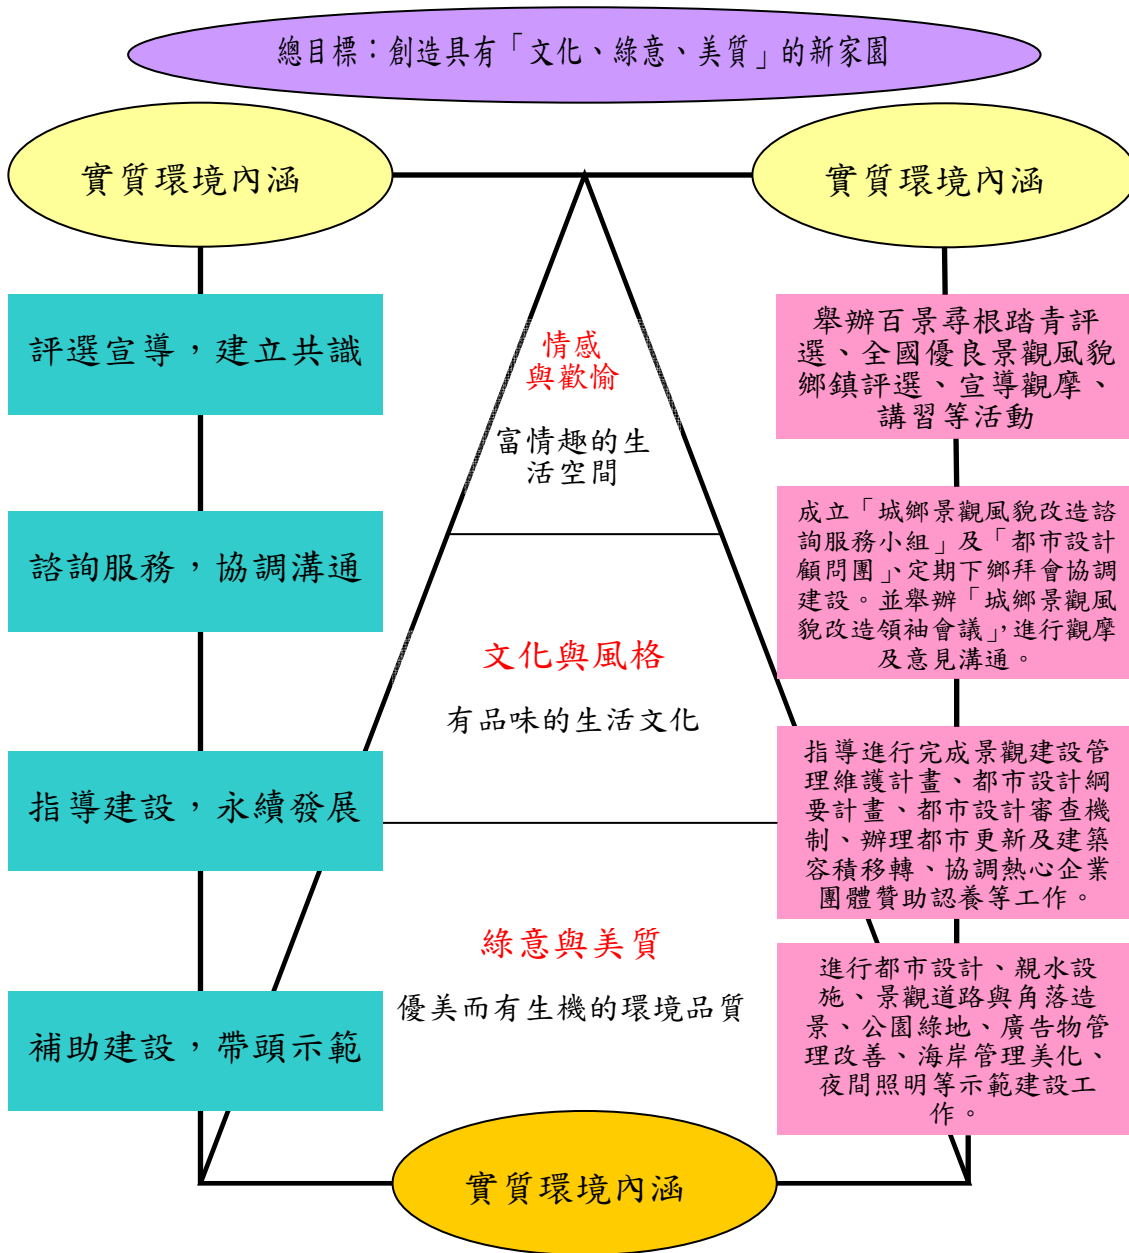 總目標：創造具有「文化、綠意、美質」的新家園
實質環境內涵
實質環境內涵
評選宣導，建立共識
諮詢服務，協調溝通
指導建設，永續發展
補助建設，帶頭示範
情感
與歡愉
富情趣的生
活空間
文化與風格
有品味的生活文化
綠意與美質
優美而有生機的環境品質
舉辦百景尋根踏青評
選、全國優良景觀風貌
鄉鎮評選、宣導觀摩、
講習等活動
成立「城鄉景觀風貌改造諮
詢服務小組」及「都市設計
顧問團」、定期下鄉拜會協調
建設。並舉辦「城鄉景觀風
貌改造領袖會議」，進行觀摩
及意見溝通。
指導進行完成景觀建設管
理維護計畫、都市設計綱
要計畫、都市設計審查機
制、辦理都市更新及建築
容積移轉、協調熱心企業
團體贊助認養等工作。
進行都市設計、親水設
施、景觀道路與角落造
景、公園綠地、廣告物管
理改善、海岸管理美化、
夜間照明等示範建設工
作。
實質環境內涵